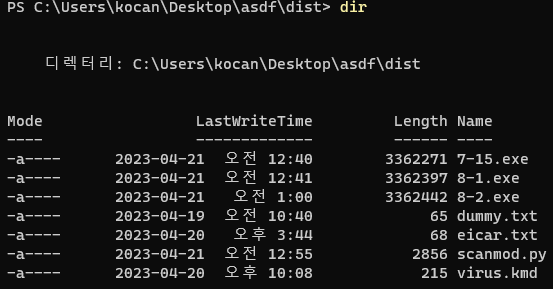 PS C:\Users\kocan\Desktop\asdf\dist> dir
디렉터리: C:\Users\kocan\Desktop\asdf\dist
Mode LastWriteTime Length Name
---- ------------- ------ ----
-a---- 2023-04-21 오전 12:40 3362271 7-15.exe
-a---- 2023-04-21 오전 12:41 3362397 8-1.exe
-a---- 2023-04-21 오전 1:00 3362442 8-2.exe
-a---- 2023-04-19 오전 10:40 65 dummy.txt
-a---- 2023-04-20 오후 3:44 68 eicar.txt
-a---- 2023-04-21 오전 12:55 2856 scanmod.py
-a---- 2023-04-20 오후 10:08 215 virus.kmd